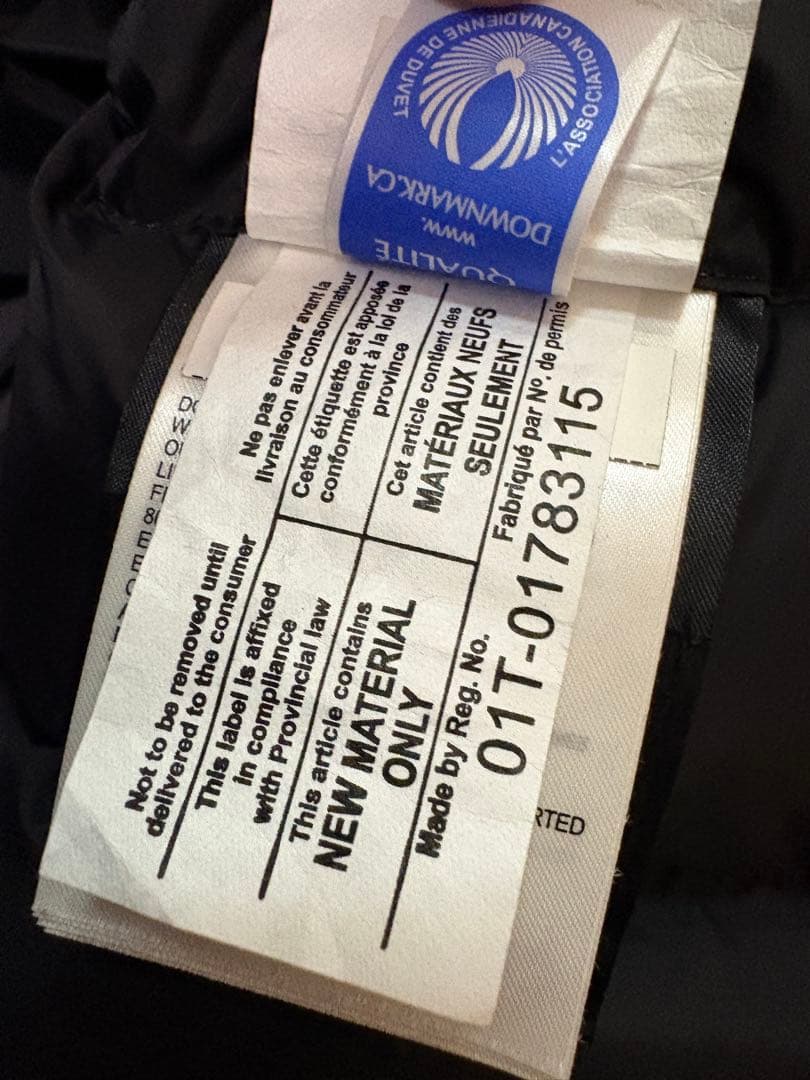 L'ASSOCIATION CANADIENNE DE DUVET
DOWNMARK.CA
www.
QUALITÉ
Not to be removed until
delivered to the consumer
This label is affixed
in compliance
with Provincial law
This article contains
NEW MATERIAL
ONLY
Made by Reg. No.
Ne pas enlever avant la
livraison au consommateur
Cette étiquette est apposée
conformément à la loi de la
province
Cet article contient des
MATÉRIAUX NEUFS
SEULEMENT
Fabriqué par No. de permis
01T-01783115
RTED